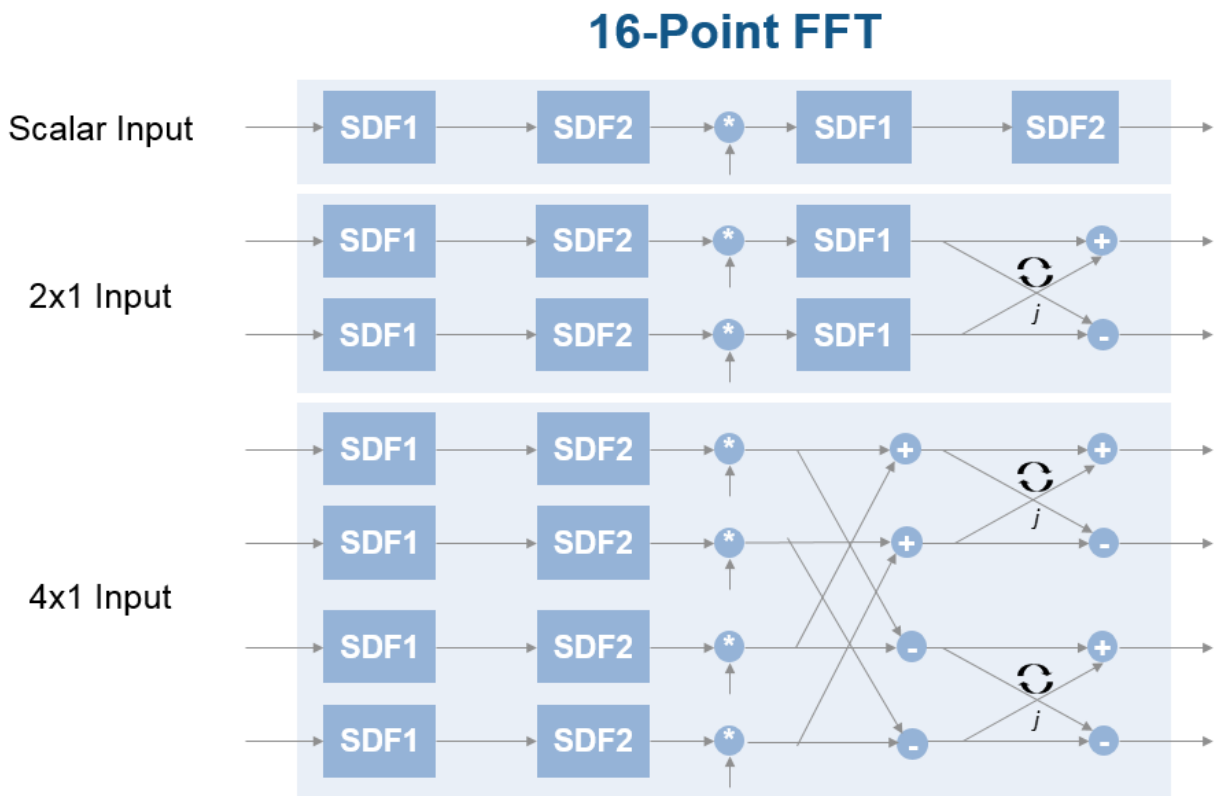 16-Point FFT
Scalar Input
SDF1 SDF2 * SDF1 SDF2
2x1 Input
SDF1 SDF2 * SDF1 +
j
SDF1 SDF2 * SDF1 -
4x1 Input
SDF1 SDF2 * + +
j
SDF1 SDF2 * + -
SDF1 SDF2 * - +
j
SDF1 SDF2 * - -